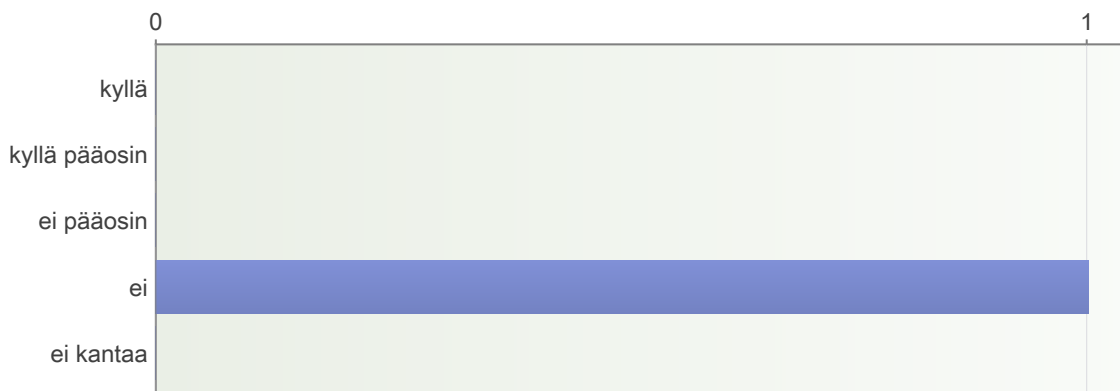 0 1
kyllä
kyllä pääosin
ei pääosin
ei
ei kantaa